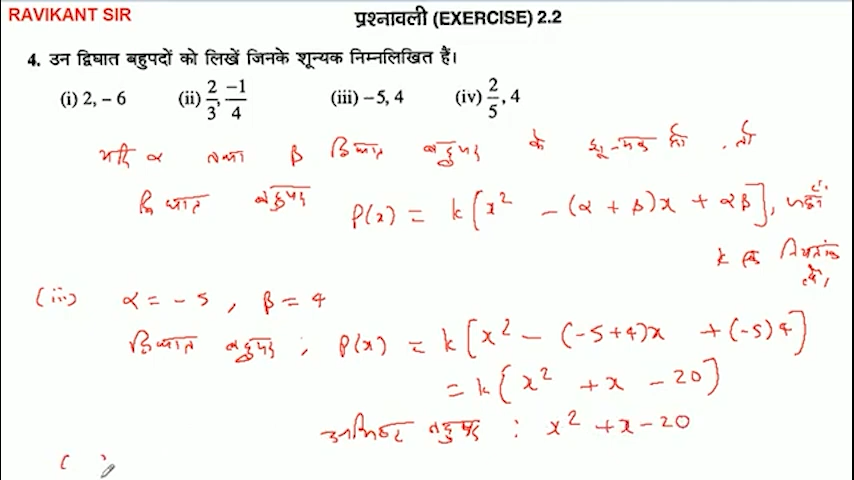 RAVIKANT SIR
प्रश्नावली (EXERCISE) 2.2
4. उन द्विघात बहुपदों को लिखें जिनके शून्यक निम्नलिखित हैं।
(i) 2, – 6 (ii) 2/3, –1/4 (iii) –5, 4 (iv) 2/5, 4
यदि α तथा β द्विघात बहुपद के शून्यक हो, तो
द्विघात बहुपद P(x) = k[x² – (α + β)x + αβ], जहाँ
k एक नियतांक है,
(iii) α = –5, β = 4
द्विघात बहुपद, P(x) = k[x² – (–5+4)x + (–5)4]
= k[x² + x – 20]
अभिष्ट बहुपद : x² + x – 20
( )